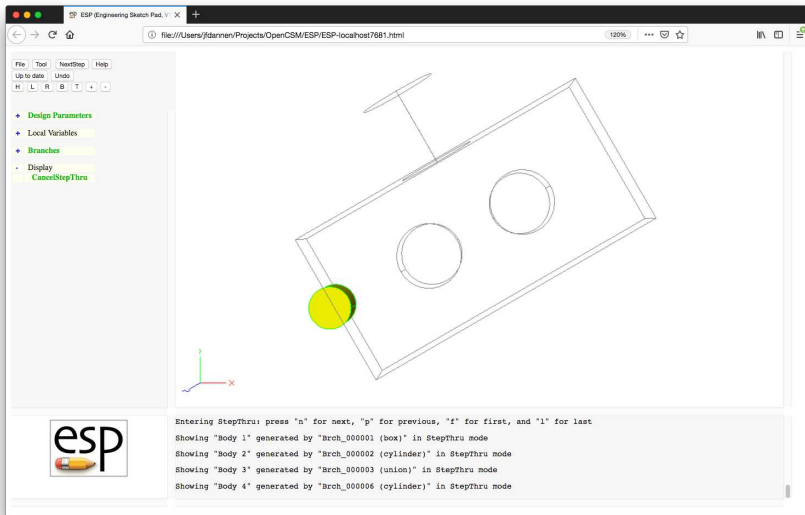 ESP (Engineering Sketch Pad, V
file:///Users/jfdannen/Projects/OpenCSM/ESP/ESP-localhost7681.html
120%
File Tool NextStep Help
Up to date Undo
H L R B T + -
+ Design Parameters
+ Local Variables
+ Branches
- Display
CancelStepThru
y
x
esp
Entering StepThru: press "n" for next, "p" for previous, "f" for first, and "l" for last
Showing "Body 1" generated by "Brch_000001 (box)" in StepThru mode
Showing "Body 2" generated by "Brch_000002 (cylinder)" in StepThru mode
Showing "Body 3" generated by "Brch_000003 (union)" in StepThru mode
Showing "Body 4" generated by "Brch_000006 (cylinder)" in StepThru mode